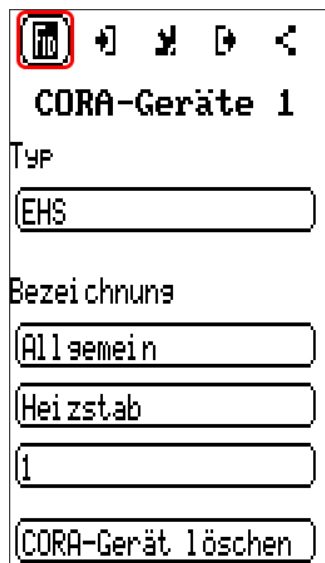 CORA-Geräte 1
Typ
EHS
Bezeichnung
Allgemein
Heizstab
1
CORA-Gerät löschen